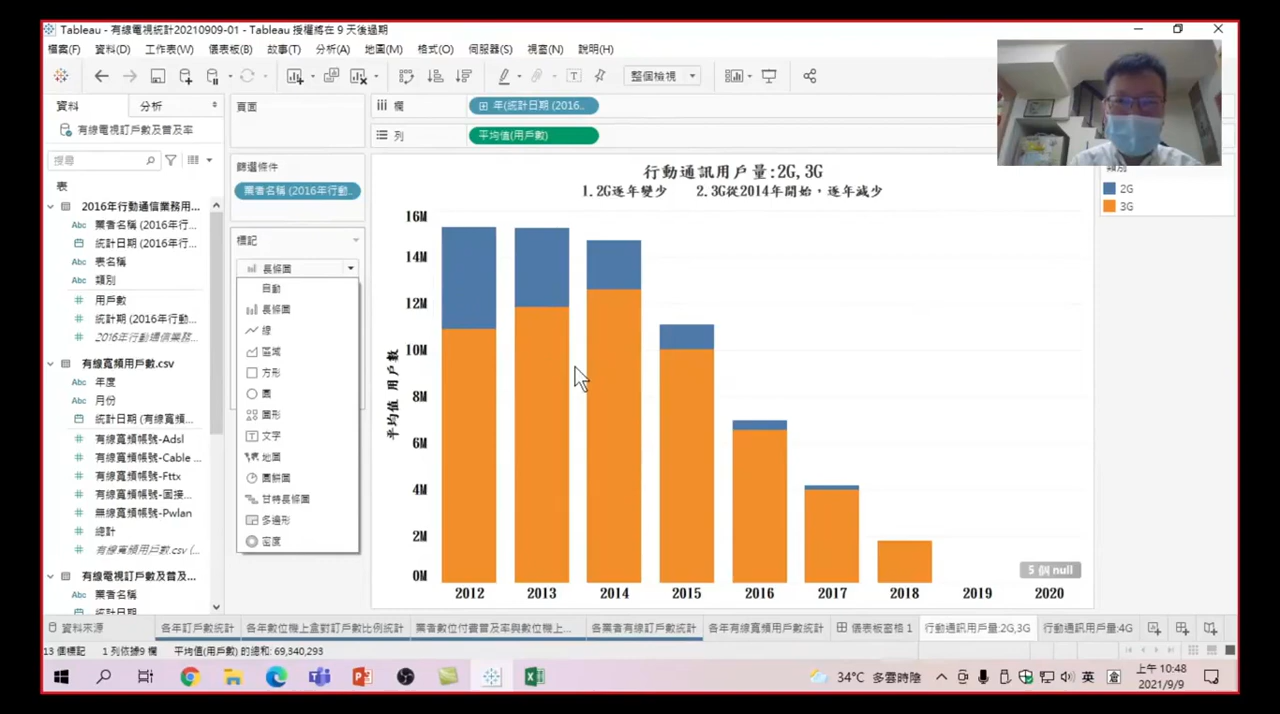 Tableau - 有線電視統計20210909-01 - Tableau 授權將在 9 天後過期
檔案(F) 資料(D) 工作表(W) 儀表板(B) 故事(T) 分析(A) 地圖(M) 格式(O) 伺服器(S) 視窗(N) 說明(H)
整個檢視
資料 分析
有線電視訂戶數及普及率
搜尋
表
2016年行動通信業務用...
Abc 業者名稱 (2016年行...
統計日期 (2016年行...
Abc 表名稱
Abc 類別
用戶數
統計期 (2016年行動...
2016年行動通信業務...
有線寬頻用戶數.csv
Abc 年度
Abc 月份
統計日期 (有線寬頻...
有線寬頻帳號-Adsl
有線寬頻帳號-Cable ...
有線寬頻帳號-Fttx
有線寬頻帳號-固接...
無線寬頻帳號-Pwlan
總計
有線寬頻用戶數.csv (...
有線電視訂戶數及普及...
Abc 業者名稱
統計日期
頁面
篩選條件
業者名稱 (2016年行動..
標記
長條圖
自動
長條圖
線
區域
方形
圓
圖形
文字
地圖
圓餅圖
甘特長條圖
多邊形
密度
欄 年(統計日期 (2016..
列 平均值(用戶數)
行動通訊用戶量:2G,3G
1.2G逐年變少 2.3G從2014年開始，逐年減少
平均值 用戶數
16M
14M
12M
10M
8M
6M
4M
2M
0M
2012 2013 2014 2015 2016 2017 2018 2019 2020
5 個 null
類別
2G
3G
資料來源 各年訂戶數統計 各年數位機上盒對訂戶數比例統計 業者數位付費普及率與數位機上... 各業者有線訂戶數統計 各年有線寬頻用戶數統計 儀表板窗格 1 行動通訊用戶量:2G,3G 行動通訊用戶量:4G
13 個標記 1 列依據9 欄 平均值(用戶數) 的總和: 69,340,293
34°C 多雲時陰
英
倉
上午 10:48
2021/9/9